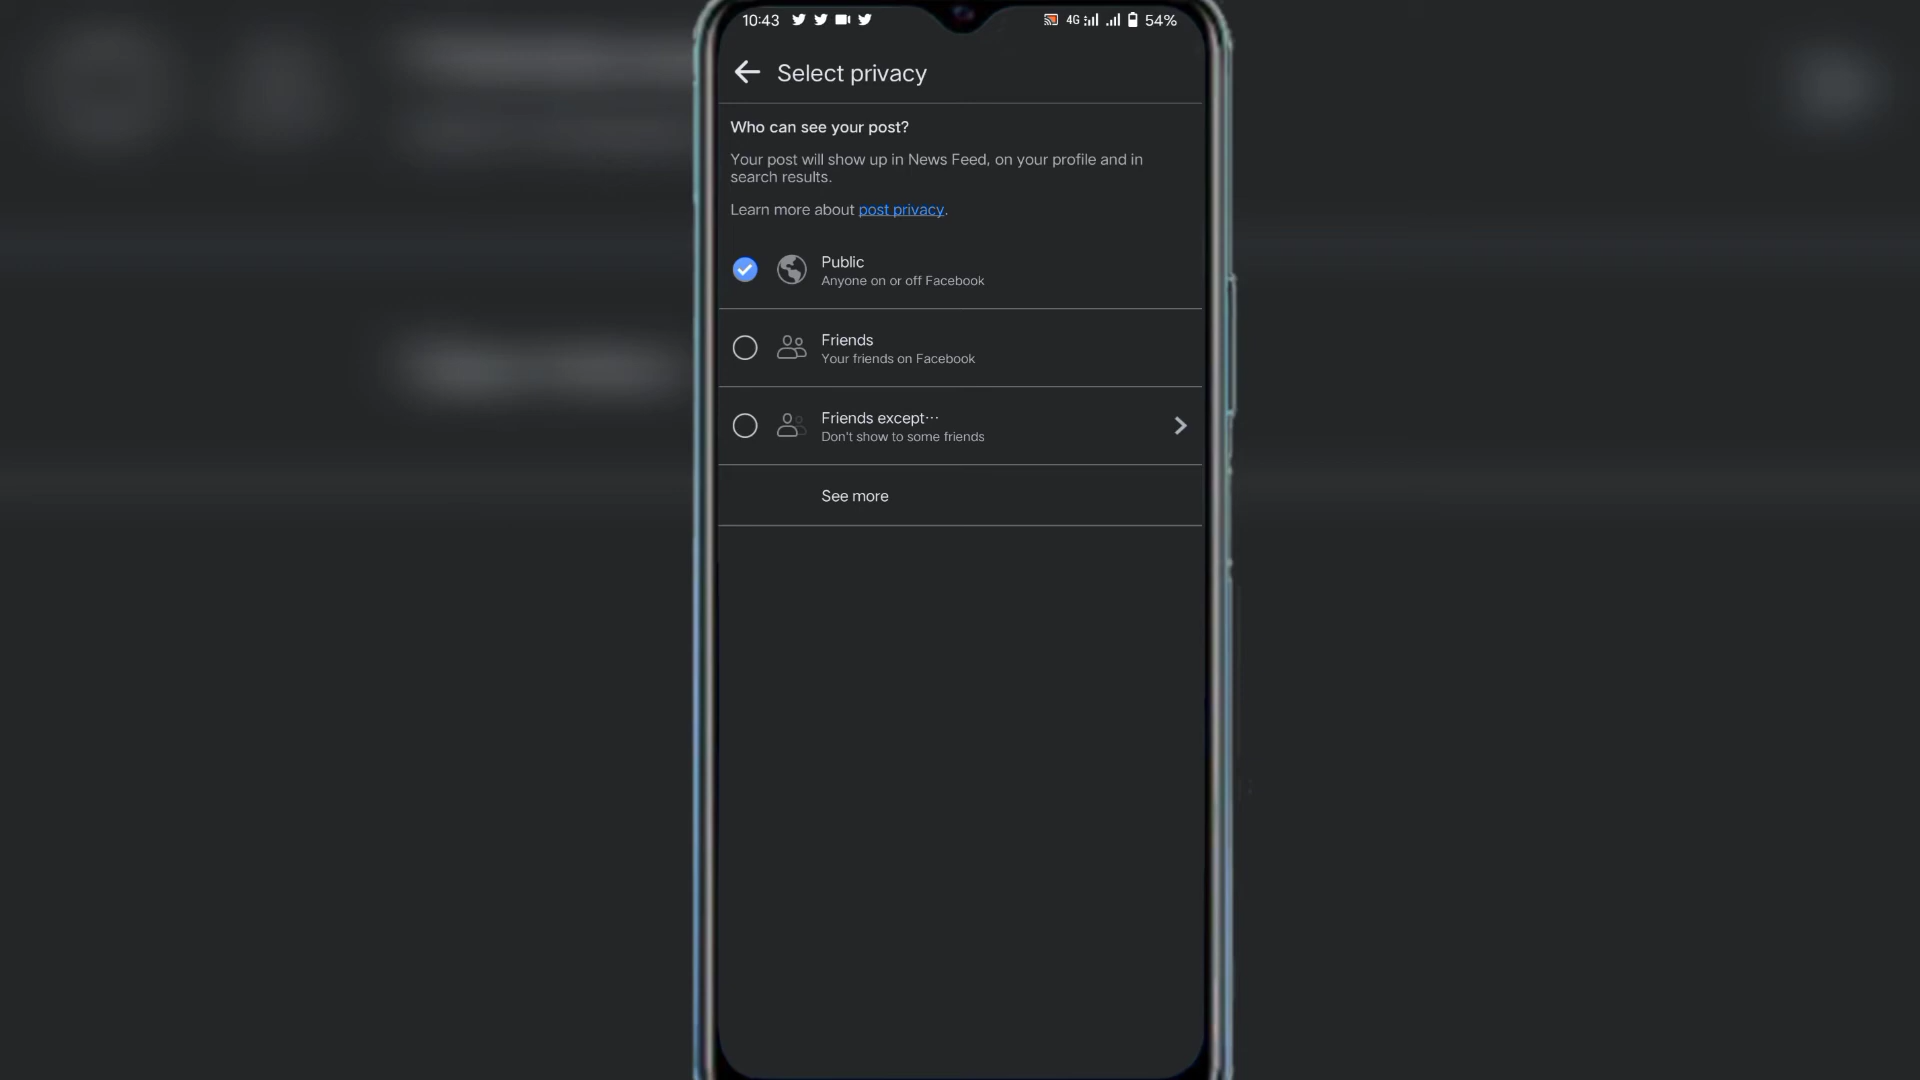 10:43 4G 54%
Select privacy
Who can see your post?
Your post will show up in News Feed, on your profile and in
search results.
Learn more about post privacy.
Public
Anyone on or off Facebook
Friends
Your friends on Facebook
Friends except…
Don't show to some friends
See more